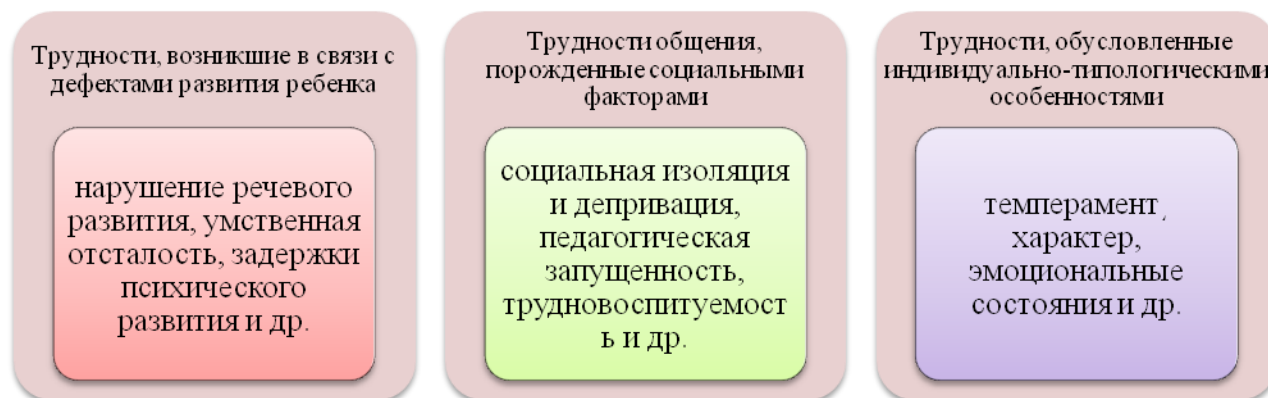 Трудности, возникшие в связи с
дефектами развития ребенка
нарушение речевого
развития, умственная
отсталость, задержки
психического
развития и др.
Трудности общения,
порожденные социальными
факторами
социальная изоляция
и депривация,
педагогическая
запущенность,
трудновоспитуемост
ь и др.
Трудности, обусловленные
индивидуально-типологическими
особенностями
темперамент,
характер,
эмоциональные
состояния и др.